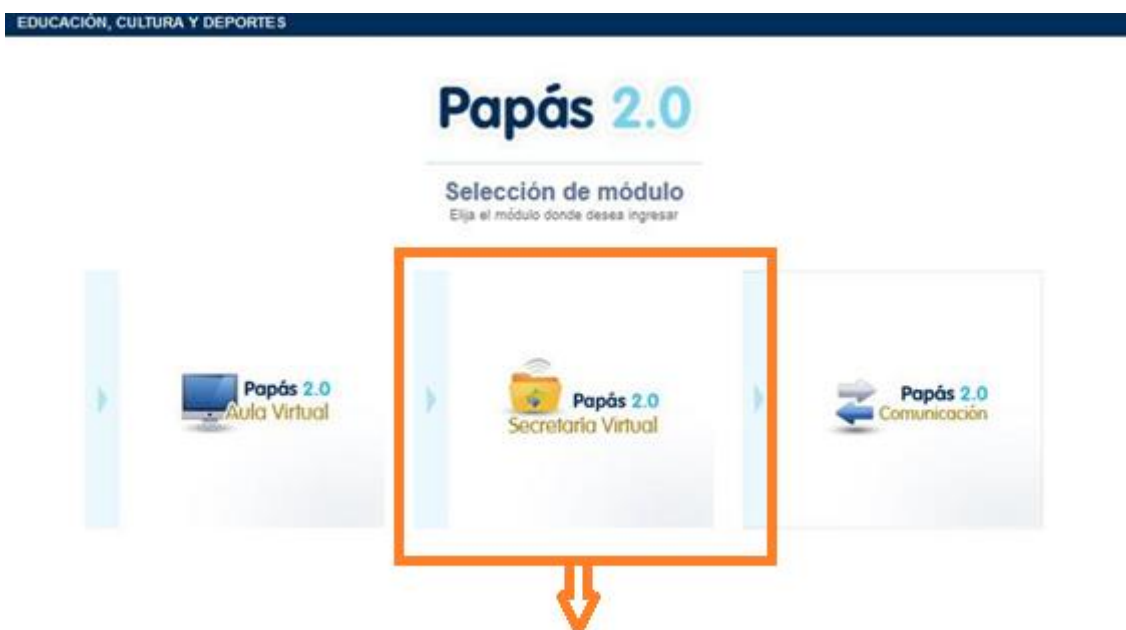 EDUCACIÓN, CULTURA Y DEPORTES
Papás 2.0
Selección de módulo
Elija el módulo donde desea ingresar
Papás 2.0
Aula Virtual
Papás 2.0
Secretaría Virtual
Papás 2.0
Comunicación